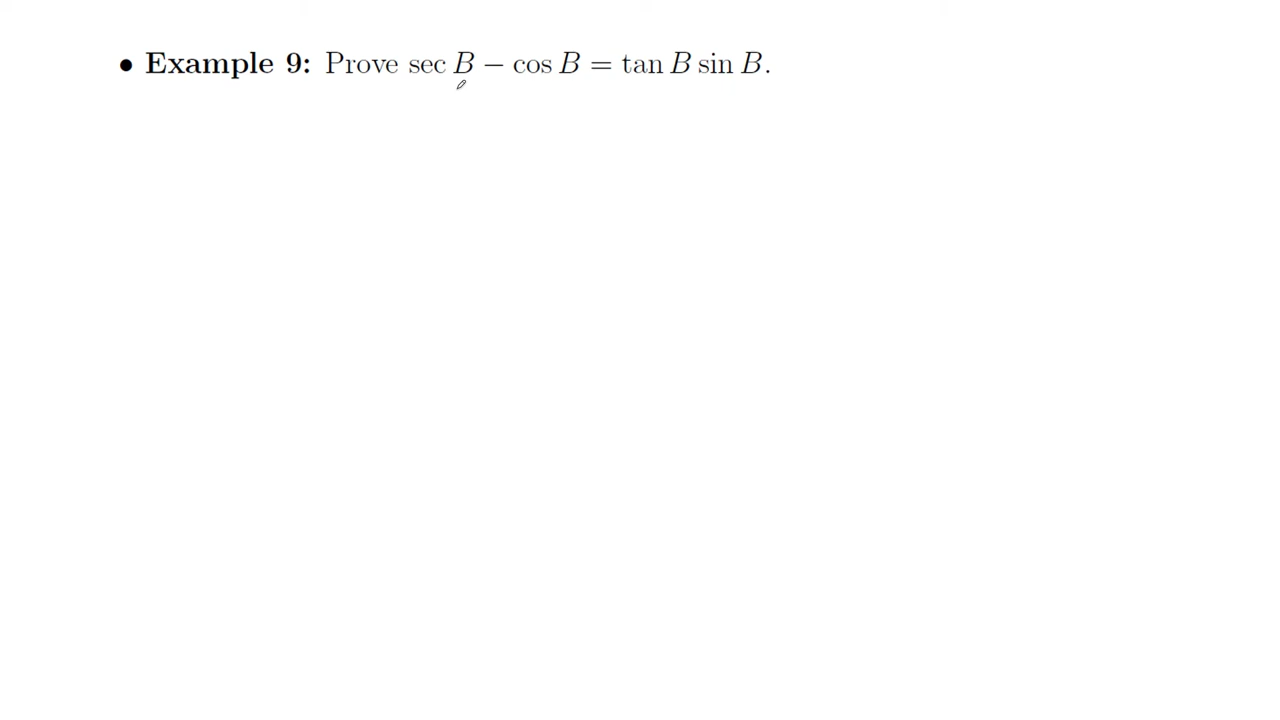 • Example 9: Prove sec B − cos B = tan B sin B.